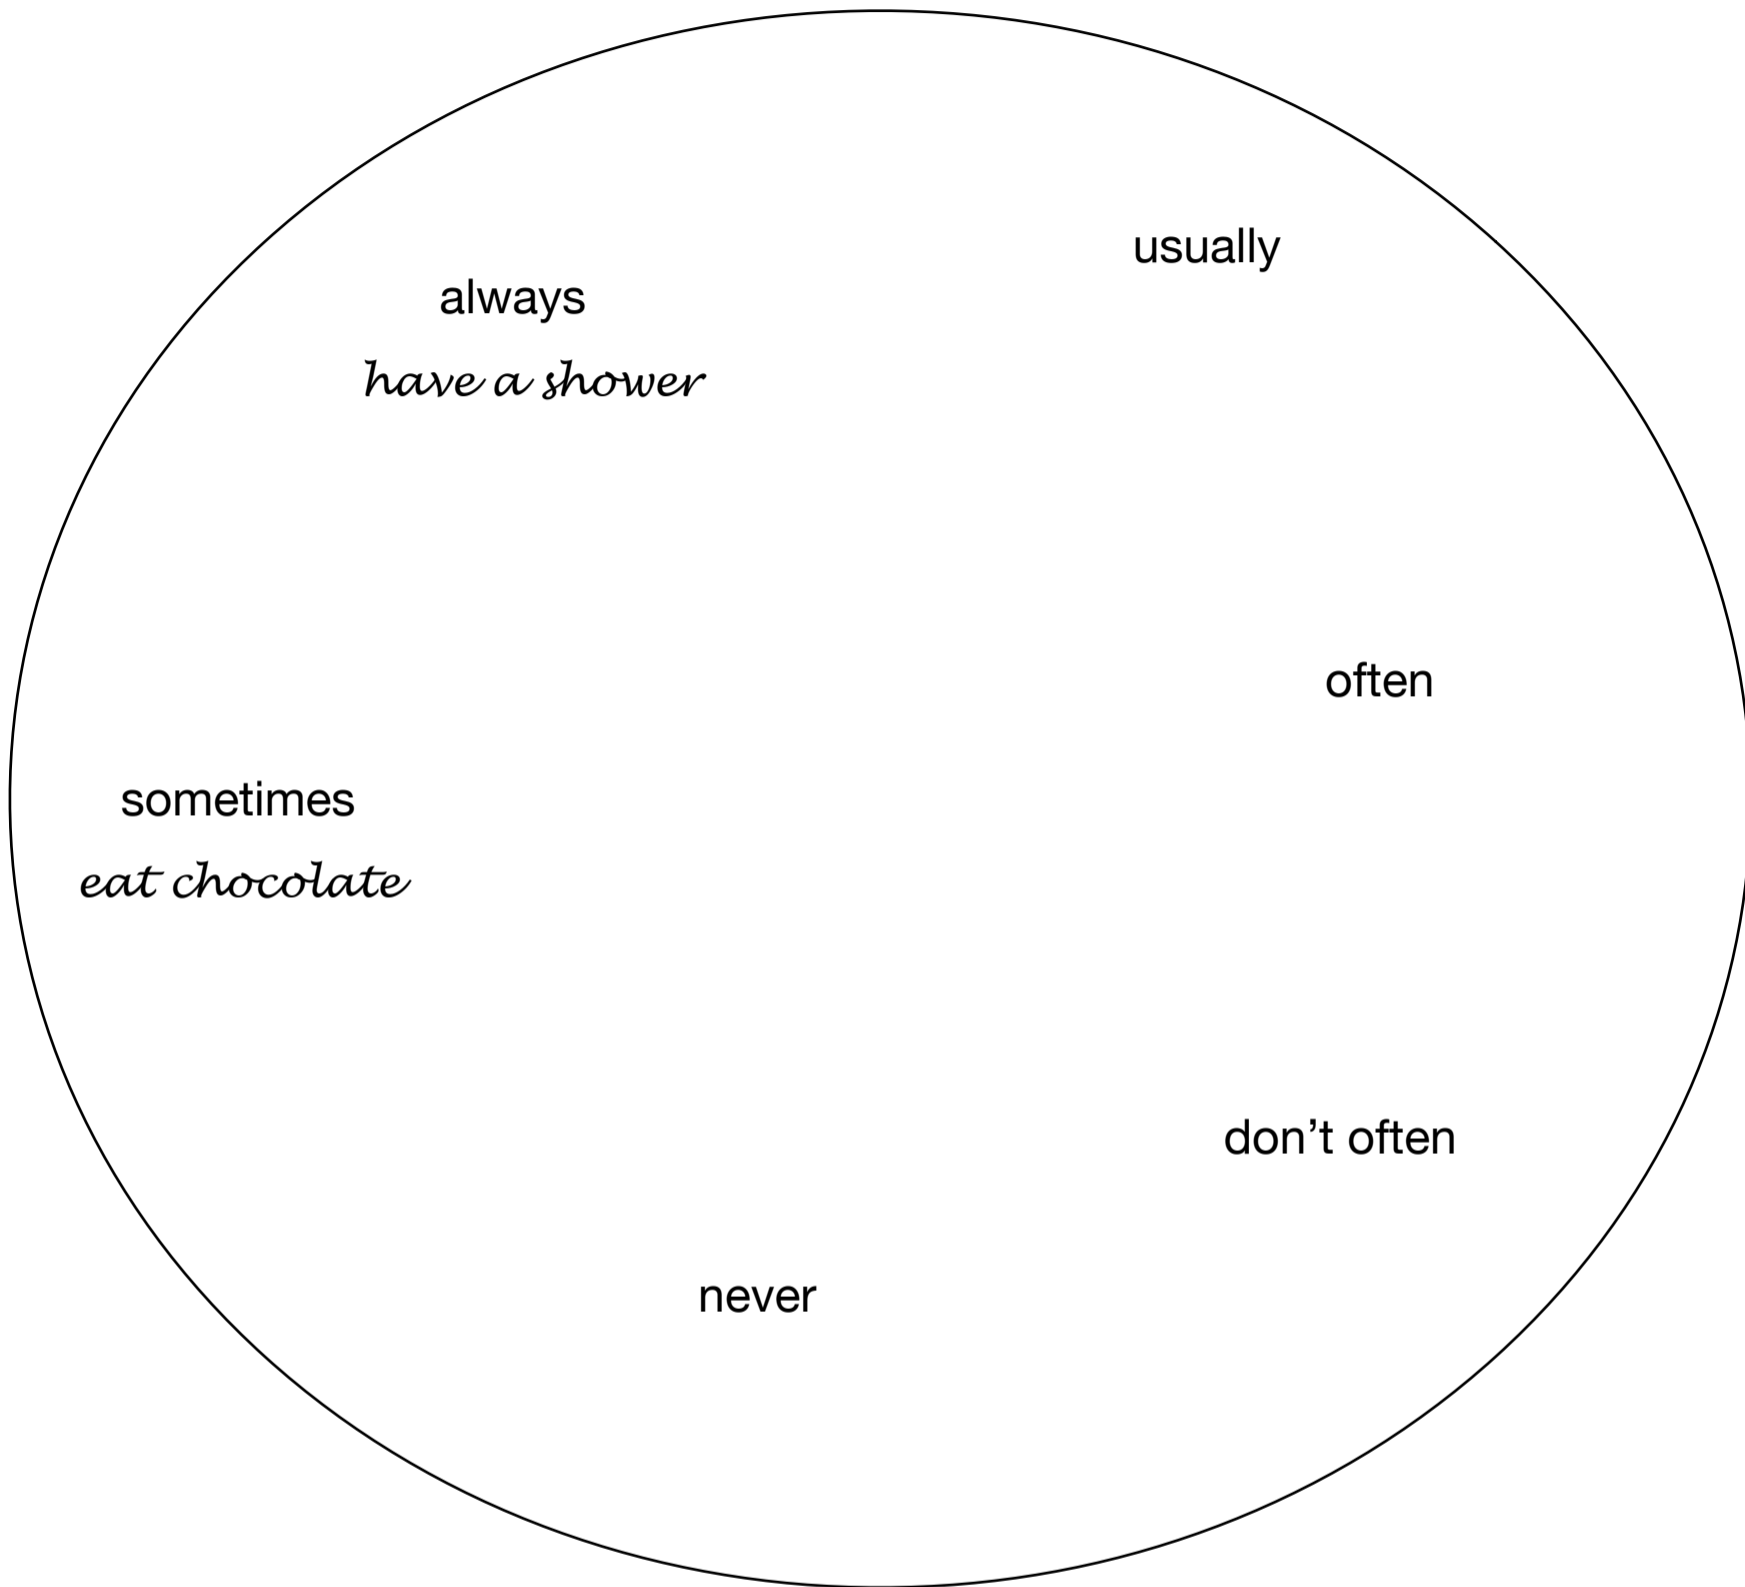 usually
always
have a shower
often
sometimes
eat chocolate
don’t often
never